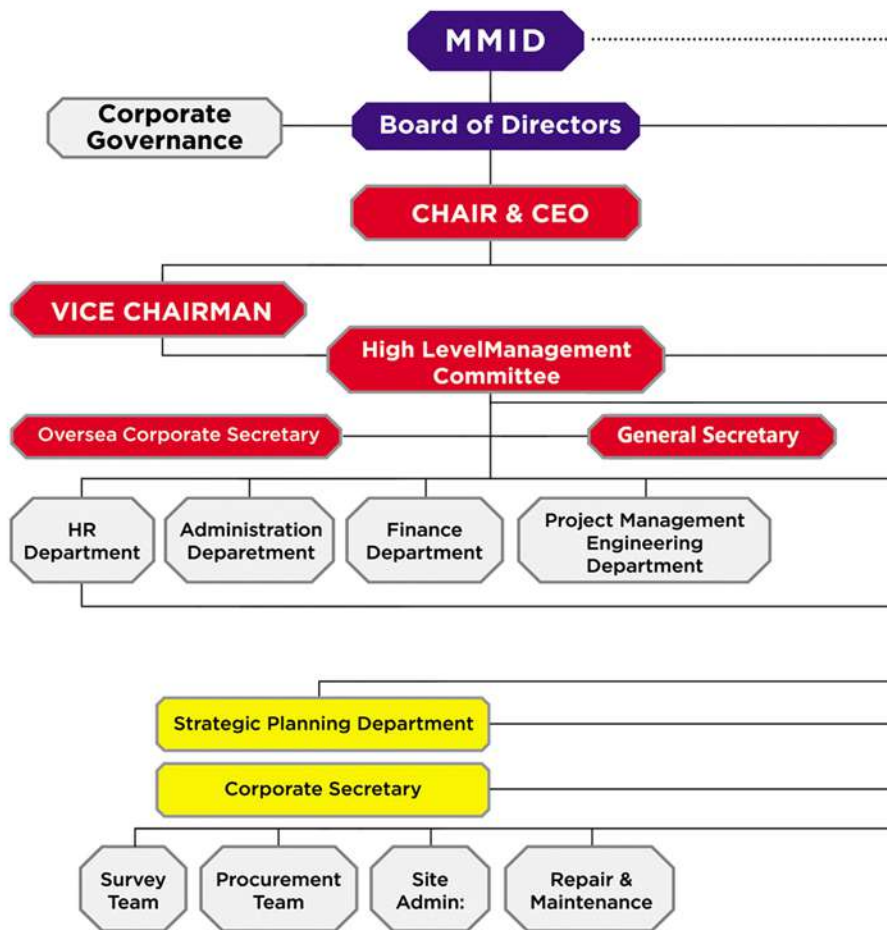 MMID
Corporate
Governance
Board of Directors
CHAIR & CEO
VICE CHAIRMAN
High LevelManagement
Committee
Oversea Corporate Secretary
General Secretary
HR
Department
Administration
Deparetment
Finance
Department
Project Management
Engineering
Department
Strategic Planning Department
Corporate Secretary
Survey
Team
Procurement
Team
Site
Admin:
Repair &
Maintenance